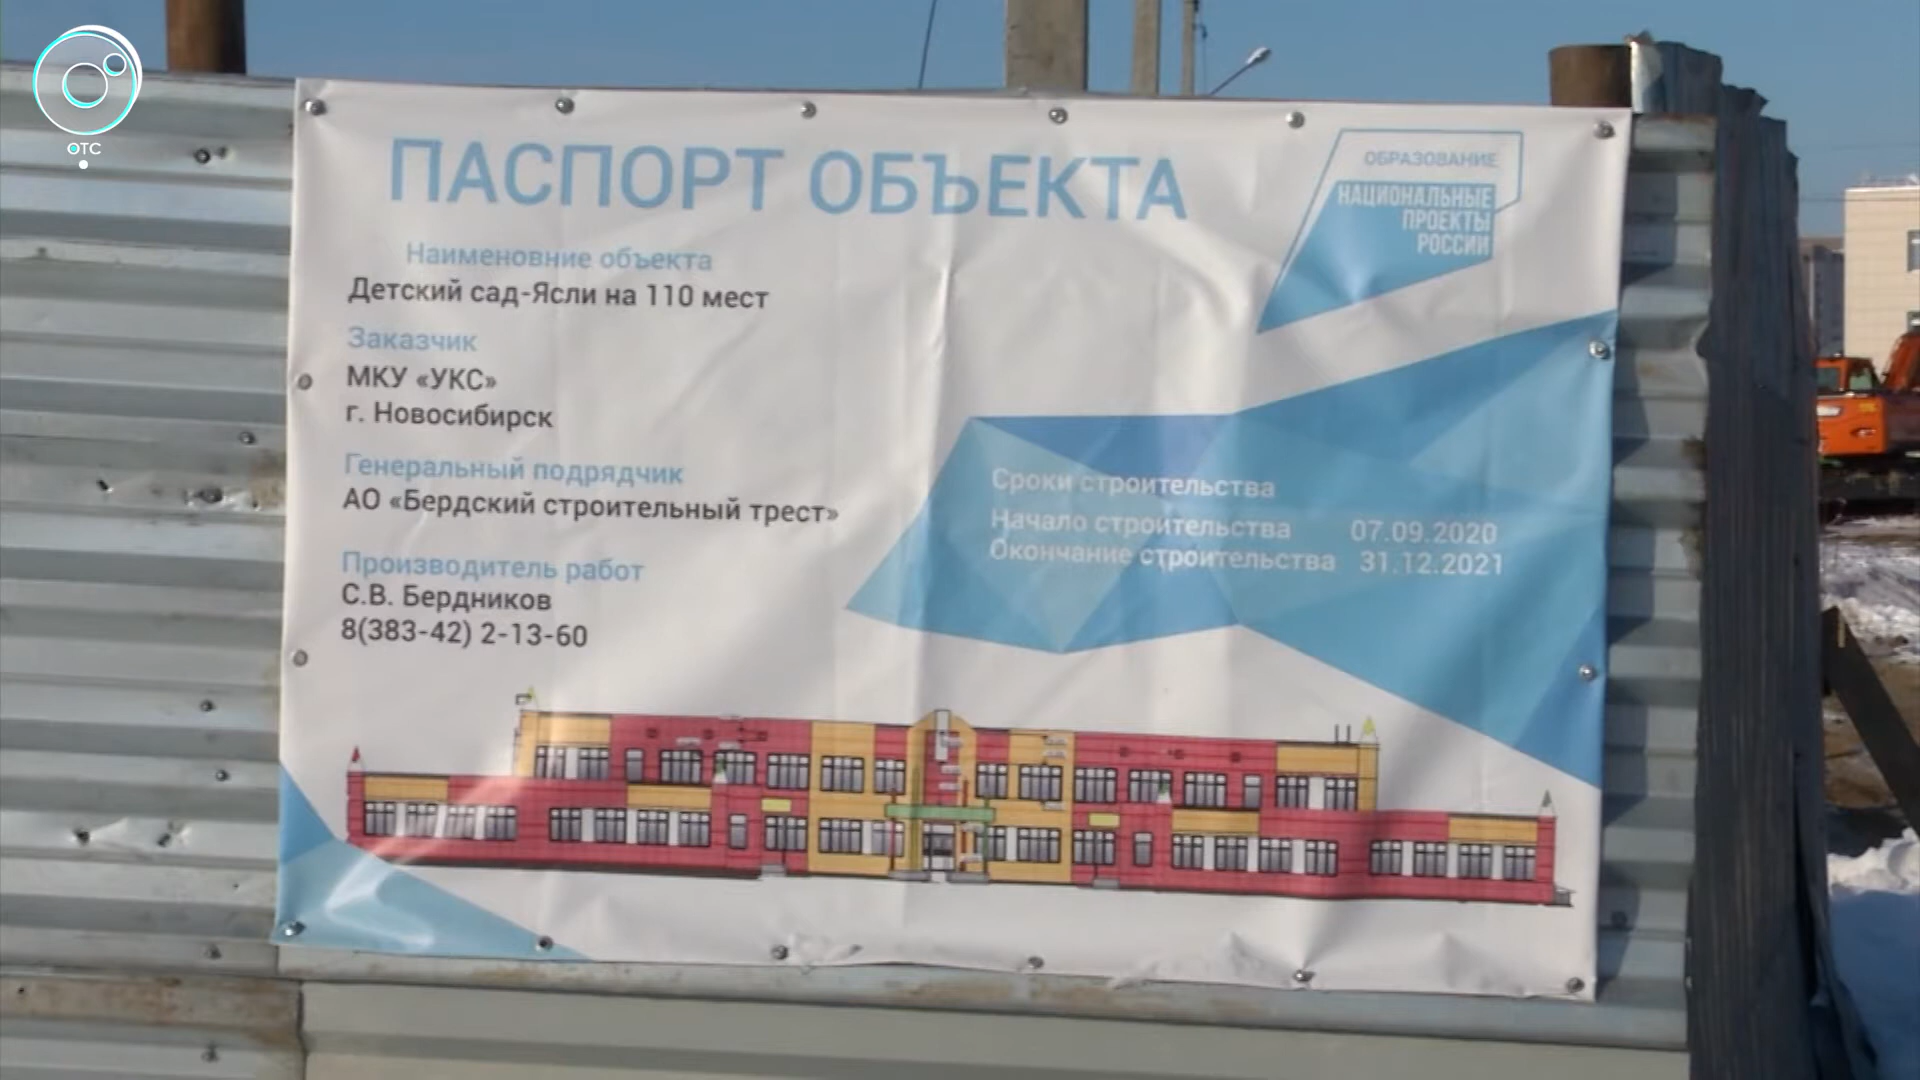 ОТС
ПАСПОРТ ОБЪЕКТА
ОБРАЗОВАНИЕ
НАЦИОНАЛЬНЫЕ
ПРОЕКТЫ
РОССИИ
Наименовние объекта
Детский сад-Ясли на 110 мест
Заказчик
МКУ «УКС»
г. Новосибирск
Генеральный подрядчик
АО «Бердский строительный трест»
Производитель работ
С.В. Бердников
8(383-42) 2-13-60
Сроки строительства
Начало строительства 07.09.2020
Окончание строительства 31.12.2021